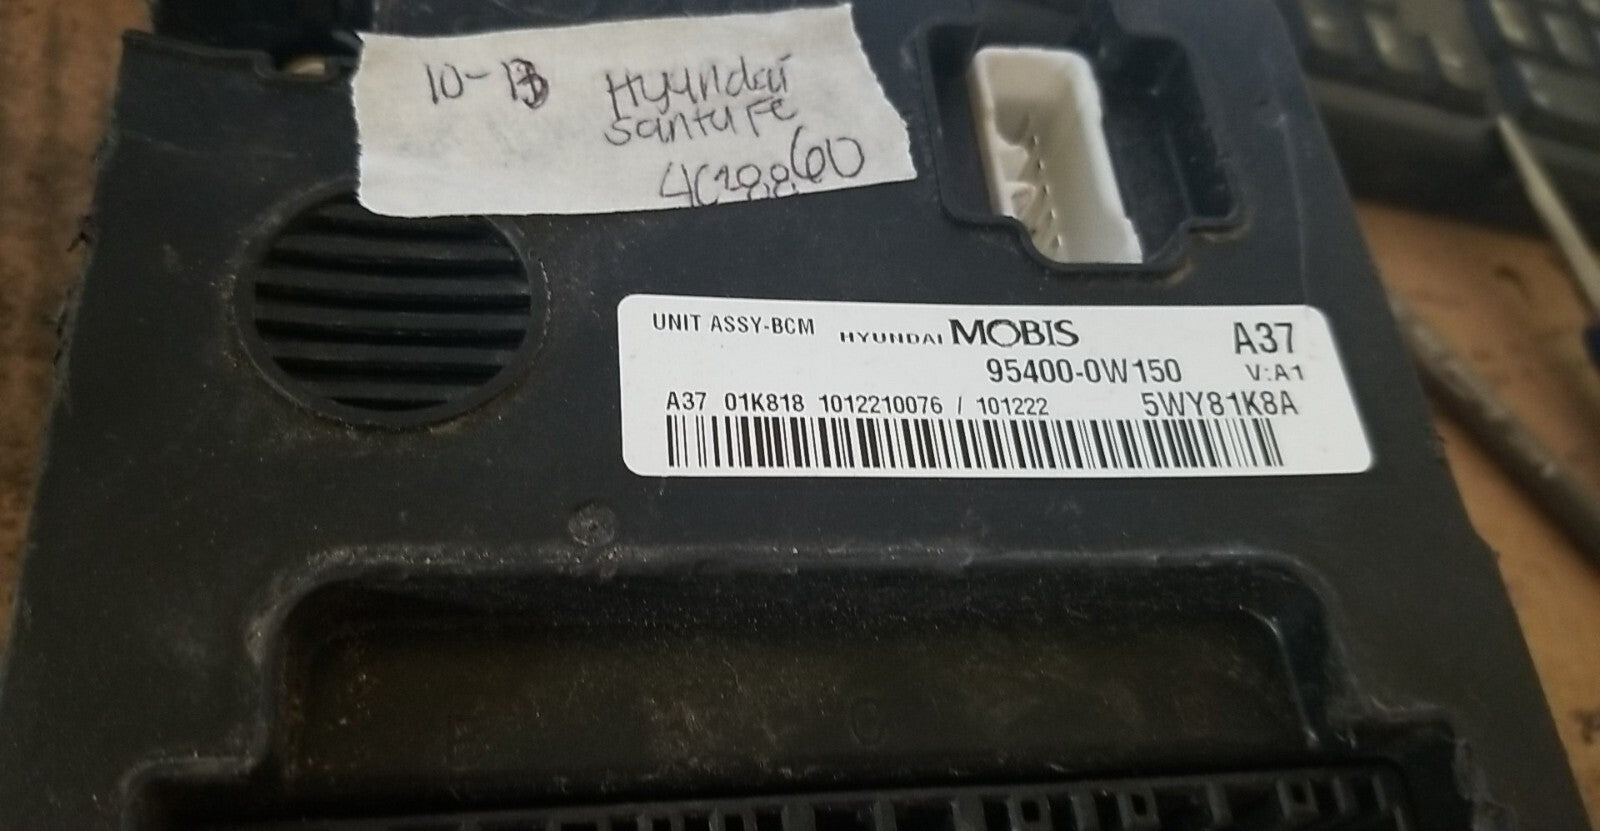 10-13 Hyundai
Santa Fe
UNIT ASSY-BCM HYUNDAI MOBIS A37
95400-0W150 V:A1
A37 01K818 1012210076 / 101222 5WY81K8A